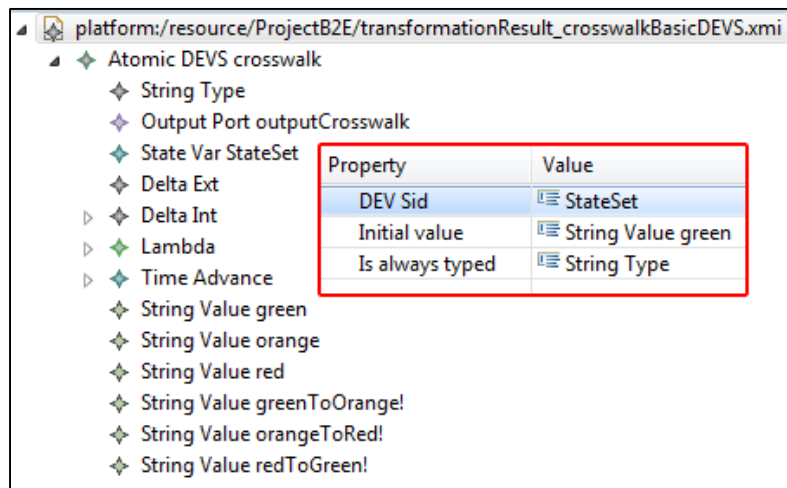 platform:/resource/ProjectB2E/transformationResult_crosswalkBasicDEVS.xmi
Atomic DEVS crosswalk
String Type
Output Port outputCrosswalk
State Var StateSet
Delta Ext
Delta Int
Lambda
Time Advance
String Value green
String Value orange
String Value red
String Value greenToOrange!
String Value orangeToRed!
String Value redToGreen!
Property Value
DEV Sid StateSet
Initial value String Value green
Is always typed String Type